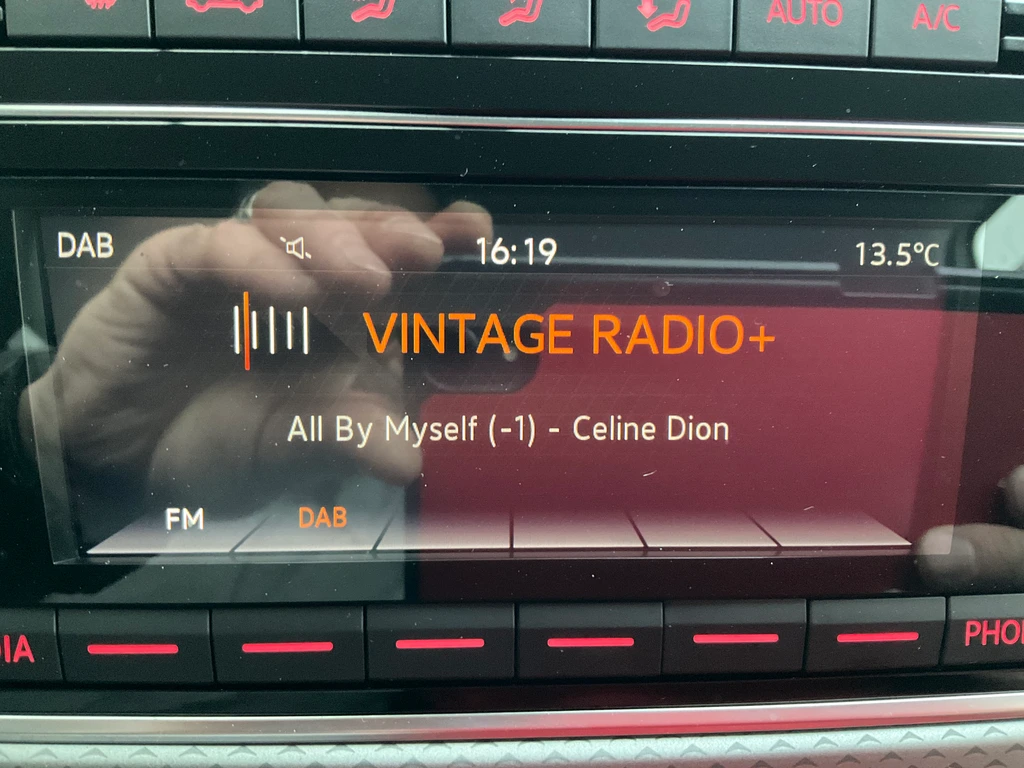 AUTO A/C
DAB 16:19 13.5°C
VINTAGE RADIO+
All By Myself (-1) - Celine Dion
FM DAB
DIA PHO